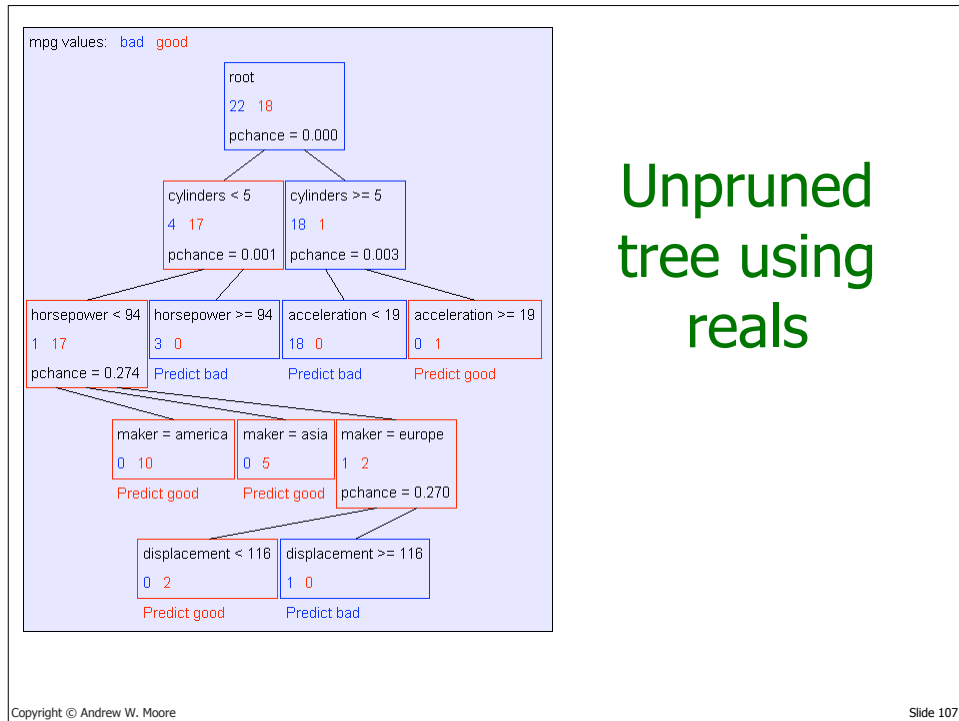 mpg values: bad good
root
22 18
pchance = 0.000
cylinders < 5 cylinders >= 5
4 17 18 1
pchance = 0.001 pchance = 0.003
horsepower < 94 horsepower >= 94 acceleration < 19 acceleration >= 19
1 17 3 0 18 0 0 1
pchance = 0.274 Predict bad Predict bad Predict good
maker = america maker = asia maker = europe
0 10 0 5 1 2
Predict good Predict good pchance = 0.270
displacement < 116 displacement >= 116
0 2 1 0
Predict good Predict bad
Unpruned
tree using
reals
Copyright © Andrew W. Moore Slide 107